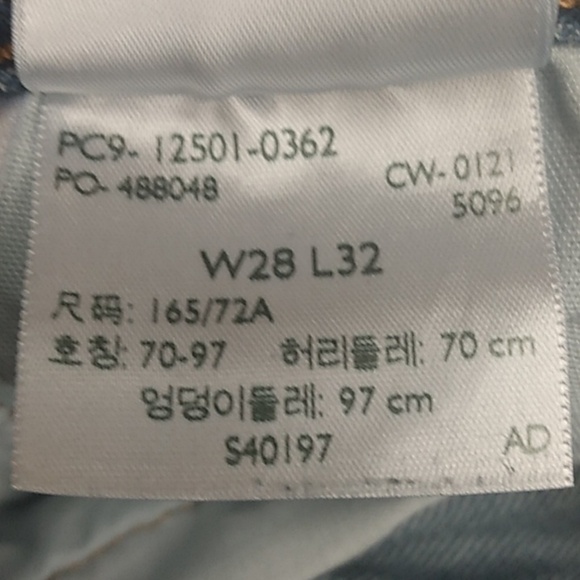 PC9- 12501-0362
PO- 488048 CW- 0121
5096
W28 L32
尺码: 165/72A
호칭: 70-97 허리둘레: 70 cm
엉덩이둘레: 97 cm
S40197 AD